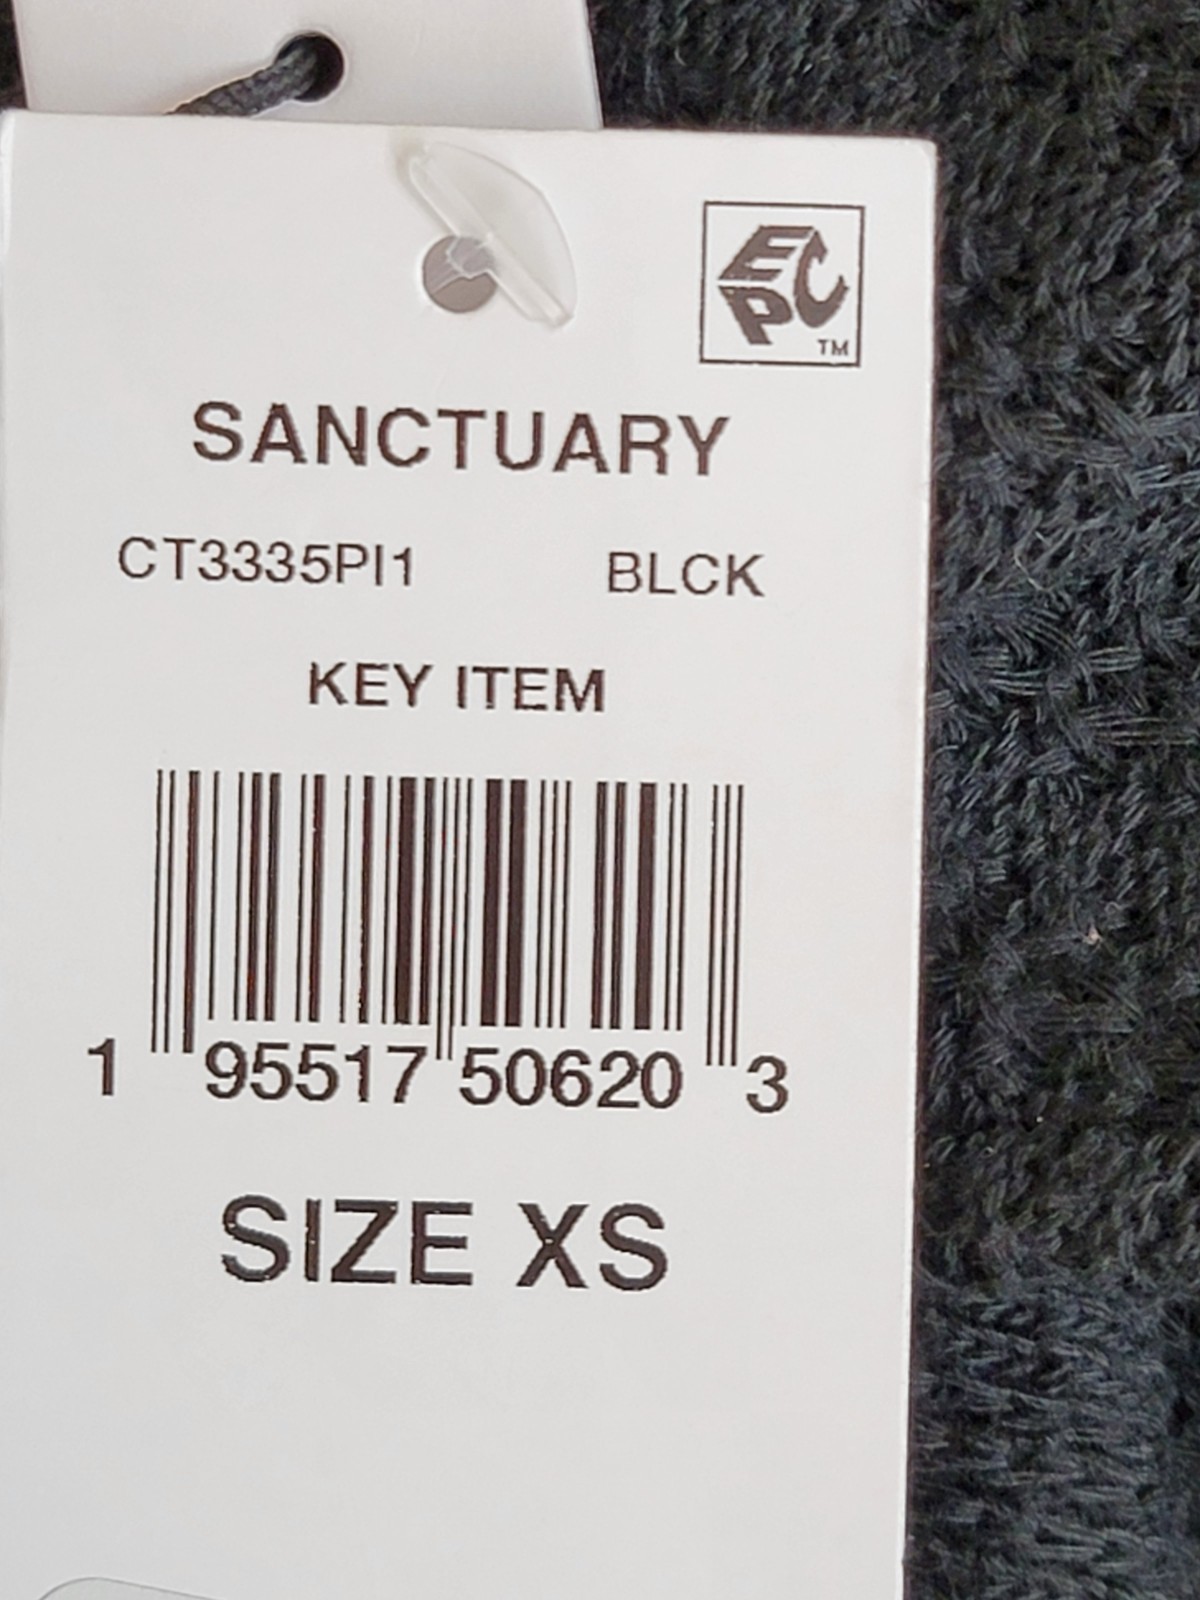 EPC
TM
SANCTUARY
CT3335PI1 BLCK
KEY ITEM
1 95517 50620 3
SIZE XS